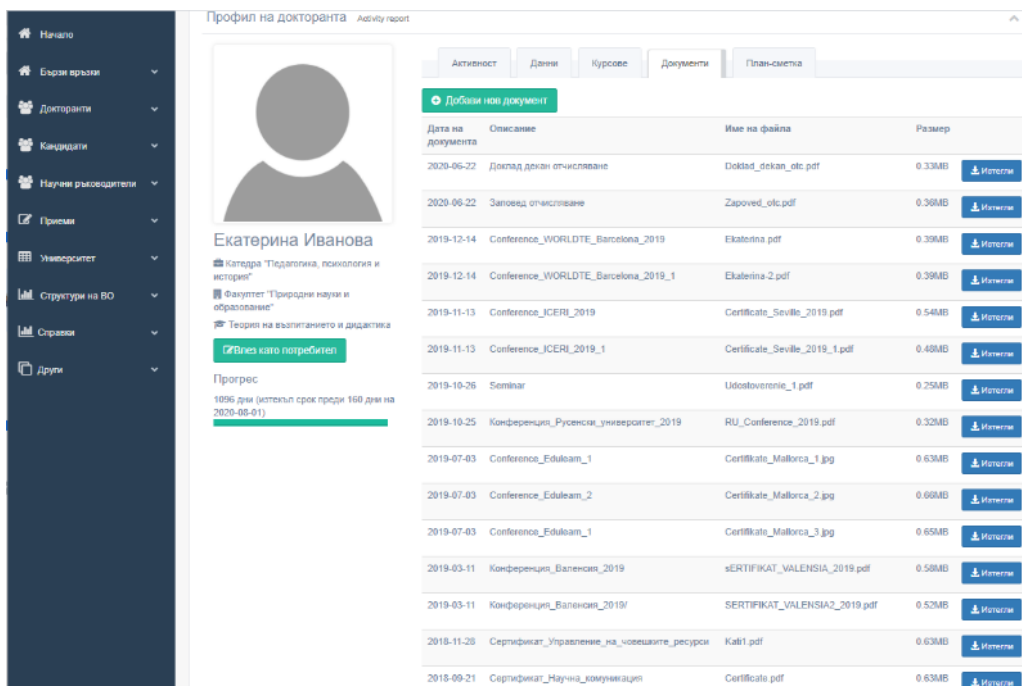 Профил на докторанта Activity report
Начало
Бързи връзки
Докторанти
Кандидати
Научни ръководители
Приеми
Университет
Структури на ВО
Справки
Други
Екатерина Иванова
Катедра "Педагогика, психология и
история"
Факултет "Природни науки и
образование"
Теория на възпитанието и дидактика
Влез като потребител
Прогрес
1096 дни (изтекъл срок преди 160 дни на
2020-08-01)
Активност Данни Курсове Документи План-сметка
Добави нов документ
Дата на документа Описание Име на файла Размер
2020-06-22 Доклад декан отчисляване Doklad_dekan_otc.pdf 0.33MB Изтегли
2020-06-22 Заповед отчисляване Zapoved_otc.pdf 0.36MB Изтегли
2019-12-14 Conference_WORLDTE_Barcelona_2019 Ekaterina.pdf 0.39MB Изтегли
2019-12-14 Conference_WORLDTE_Barcelona_2019_1 Ekaterina-2.pdf 0.39MB Изтегли
2019-11-13 Conference_ICERI_2019 Certificate_Seville_2019.pdf 0.54MB Изтегли
2019-11-13 Conference_ICERI_2019_1 Certificate_Seville_2019_1.pdf 0.48MB Изтегли
2019-10-26 Seminar Udostoverenie_1.pdf 0.25MB Изтегли
2019-10-25 Конференция_Русенски_университет_2019 RU_Conference_2019.pdf 0.32MB Изтегли
2019-07-03 Conference_Edulearn_1 Certifikate_Mallorca_1.jpg 0.63MB Изтегли
2019-07-03 Conference_Edulearn_2 Certifikate_Mallorca_2.jpg 0.66MB Изтегли
2019-07-03 Conference_Edulearn_1 Certifikate_Mallorca_3.jpg 0.65MB Изтегли
2019-03-11 Конференция_Валенсия_2019 sERTIFIKAT_VALENSIA_2019.pdf 0.58MB Изтегли
2019-03-11 Конференция_Валенсия_2019/ SERTIFIKAT_VALENSIA2_2019.pdf 0.52MB Изтегли
2018-11-28 Сертификат_Управление_на_човешките_ресурси Kati1.pdf 0.63MB Изтегли
2018-09-21 Сертификат_Научна_комуникация Certificate.pdf 0.63MB Изтегли